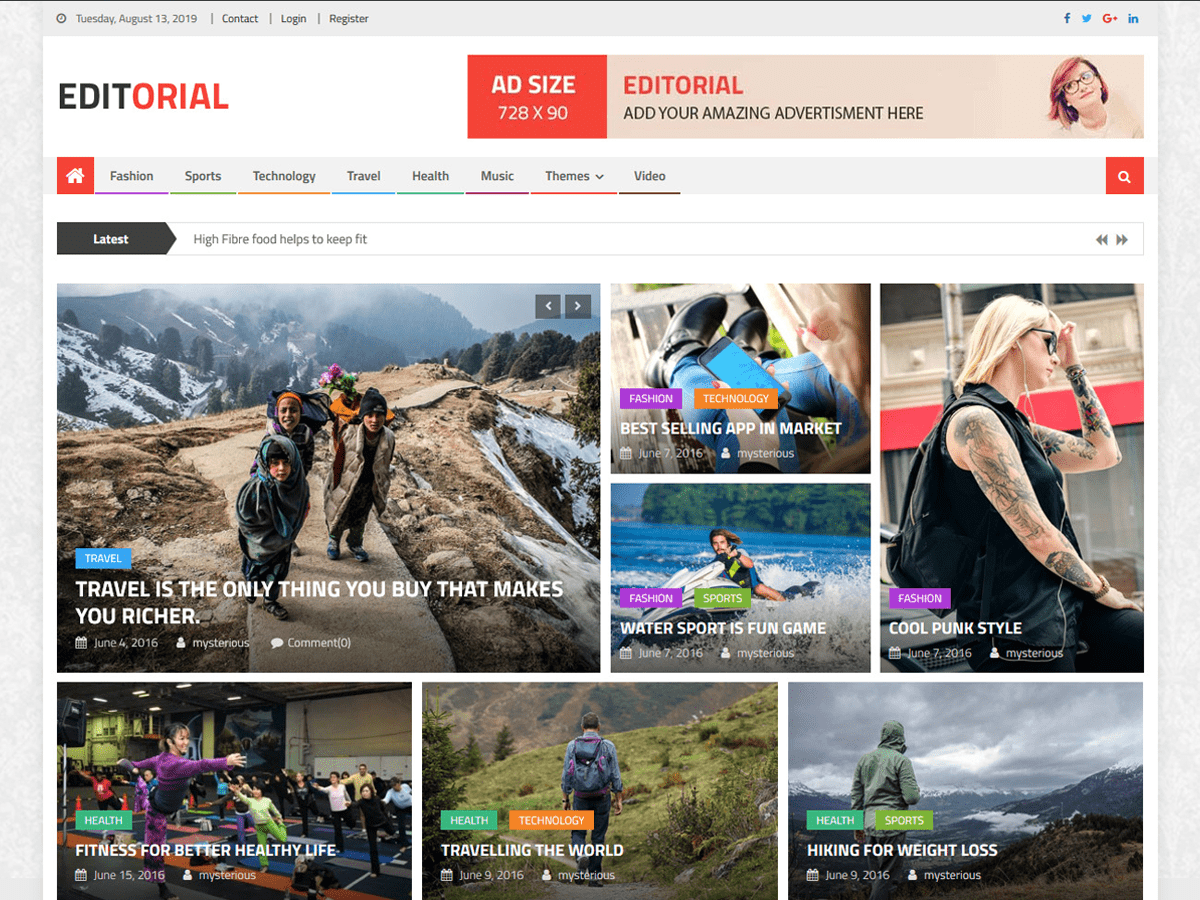 Tuesday, August 13, 2019 | Contact | Login | Register
EDITORIAL
AD SIZE
728 X 90
EDITORIAL
ADD YOUR AMAZING ADVERTISMENT HERE
Fashion Sports Technology Travel Health Music Themes Video
Latest
High Fibre food helps to keep fit
TRAVEL
TRAVEL IS THE ONLY THING YOU BUY THAT MAKES
YOU RICHER.
June 4, 2016 mysterious Comment(0)
FASHION TECHNOLOGY
BEST SELLING APP IN MARKET
June 7, 2016 mysterious
FASHION SPORTS
WATER SPORT IS FUN GAME
June 7, 2016 mysterious
FASHION
COOL PUNK STYLE
June 7, 2016 mysterious
HEALTH
FITNESS FOR BETTER HEALTHY LIFE
June 15, 2016 mysterious
HEALTH TECHNOLOGY
TRAVELLING THE WORLD
June 9, 2016 mysterious
HEALTH SPORTS
HIKING FOR WEIGHT LOSS
June 9, 2016 mysterious